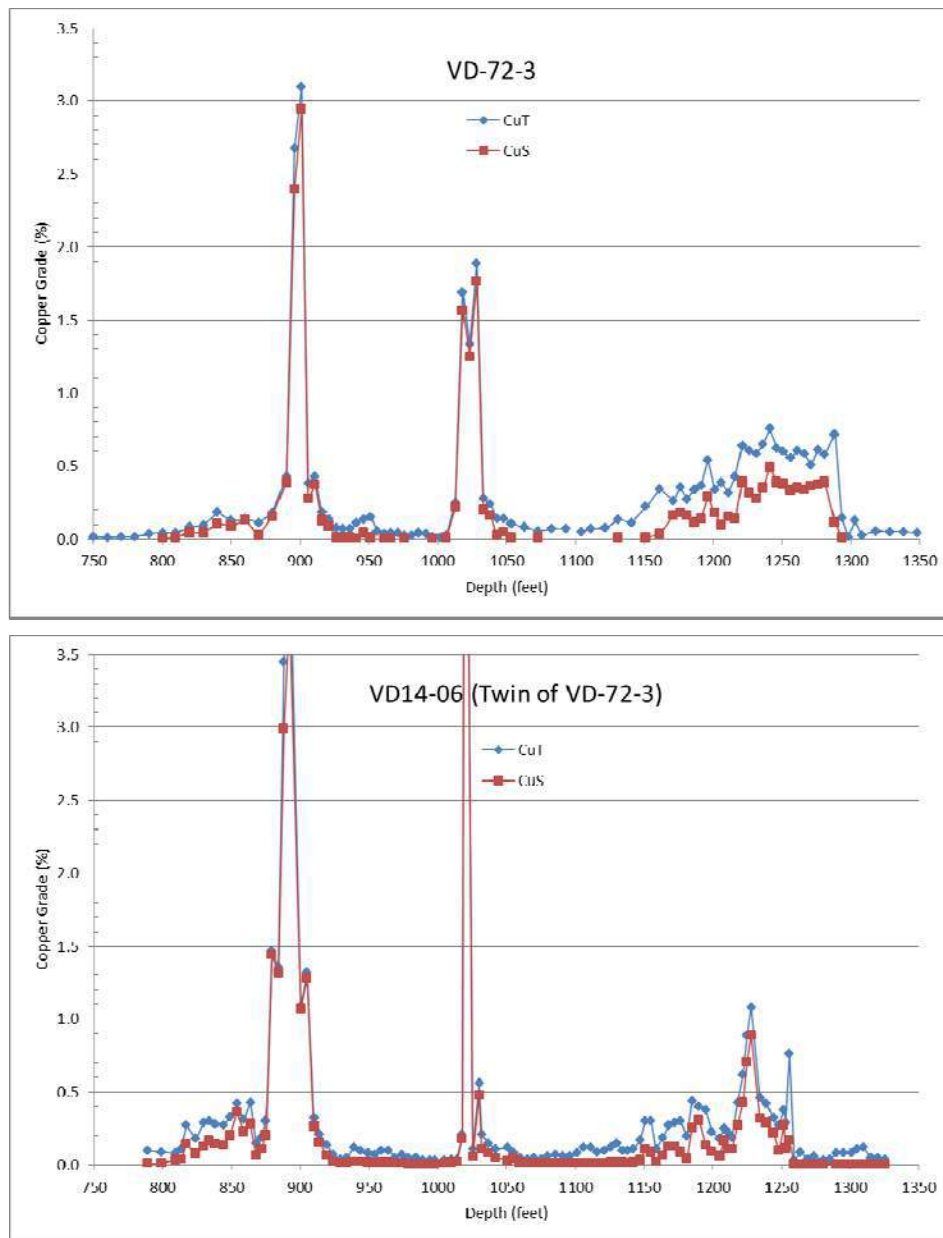 VD-72-3
CuT
CuS
3.5
3.0
2.5
2.0
1.5
1.0
0.5
0.0
Copper Grade (%)
750 800 850 900 950 1000 1050 1100 1150 1200 1250 1300 1350
Depth (feet)
VD14-06 (Twin of VD-72-3)
CuT
CuS
3.5
3.0
2.5
2.0
1.5
1.0
0.5
0.0
Copper Grade (%)
750 800 850 900 950 1000 1050 1100 1150 1200 1250 1300 1350
Depth (feet)